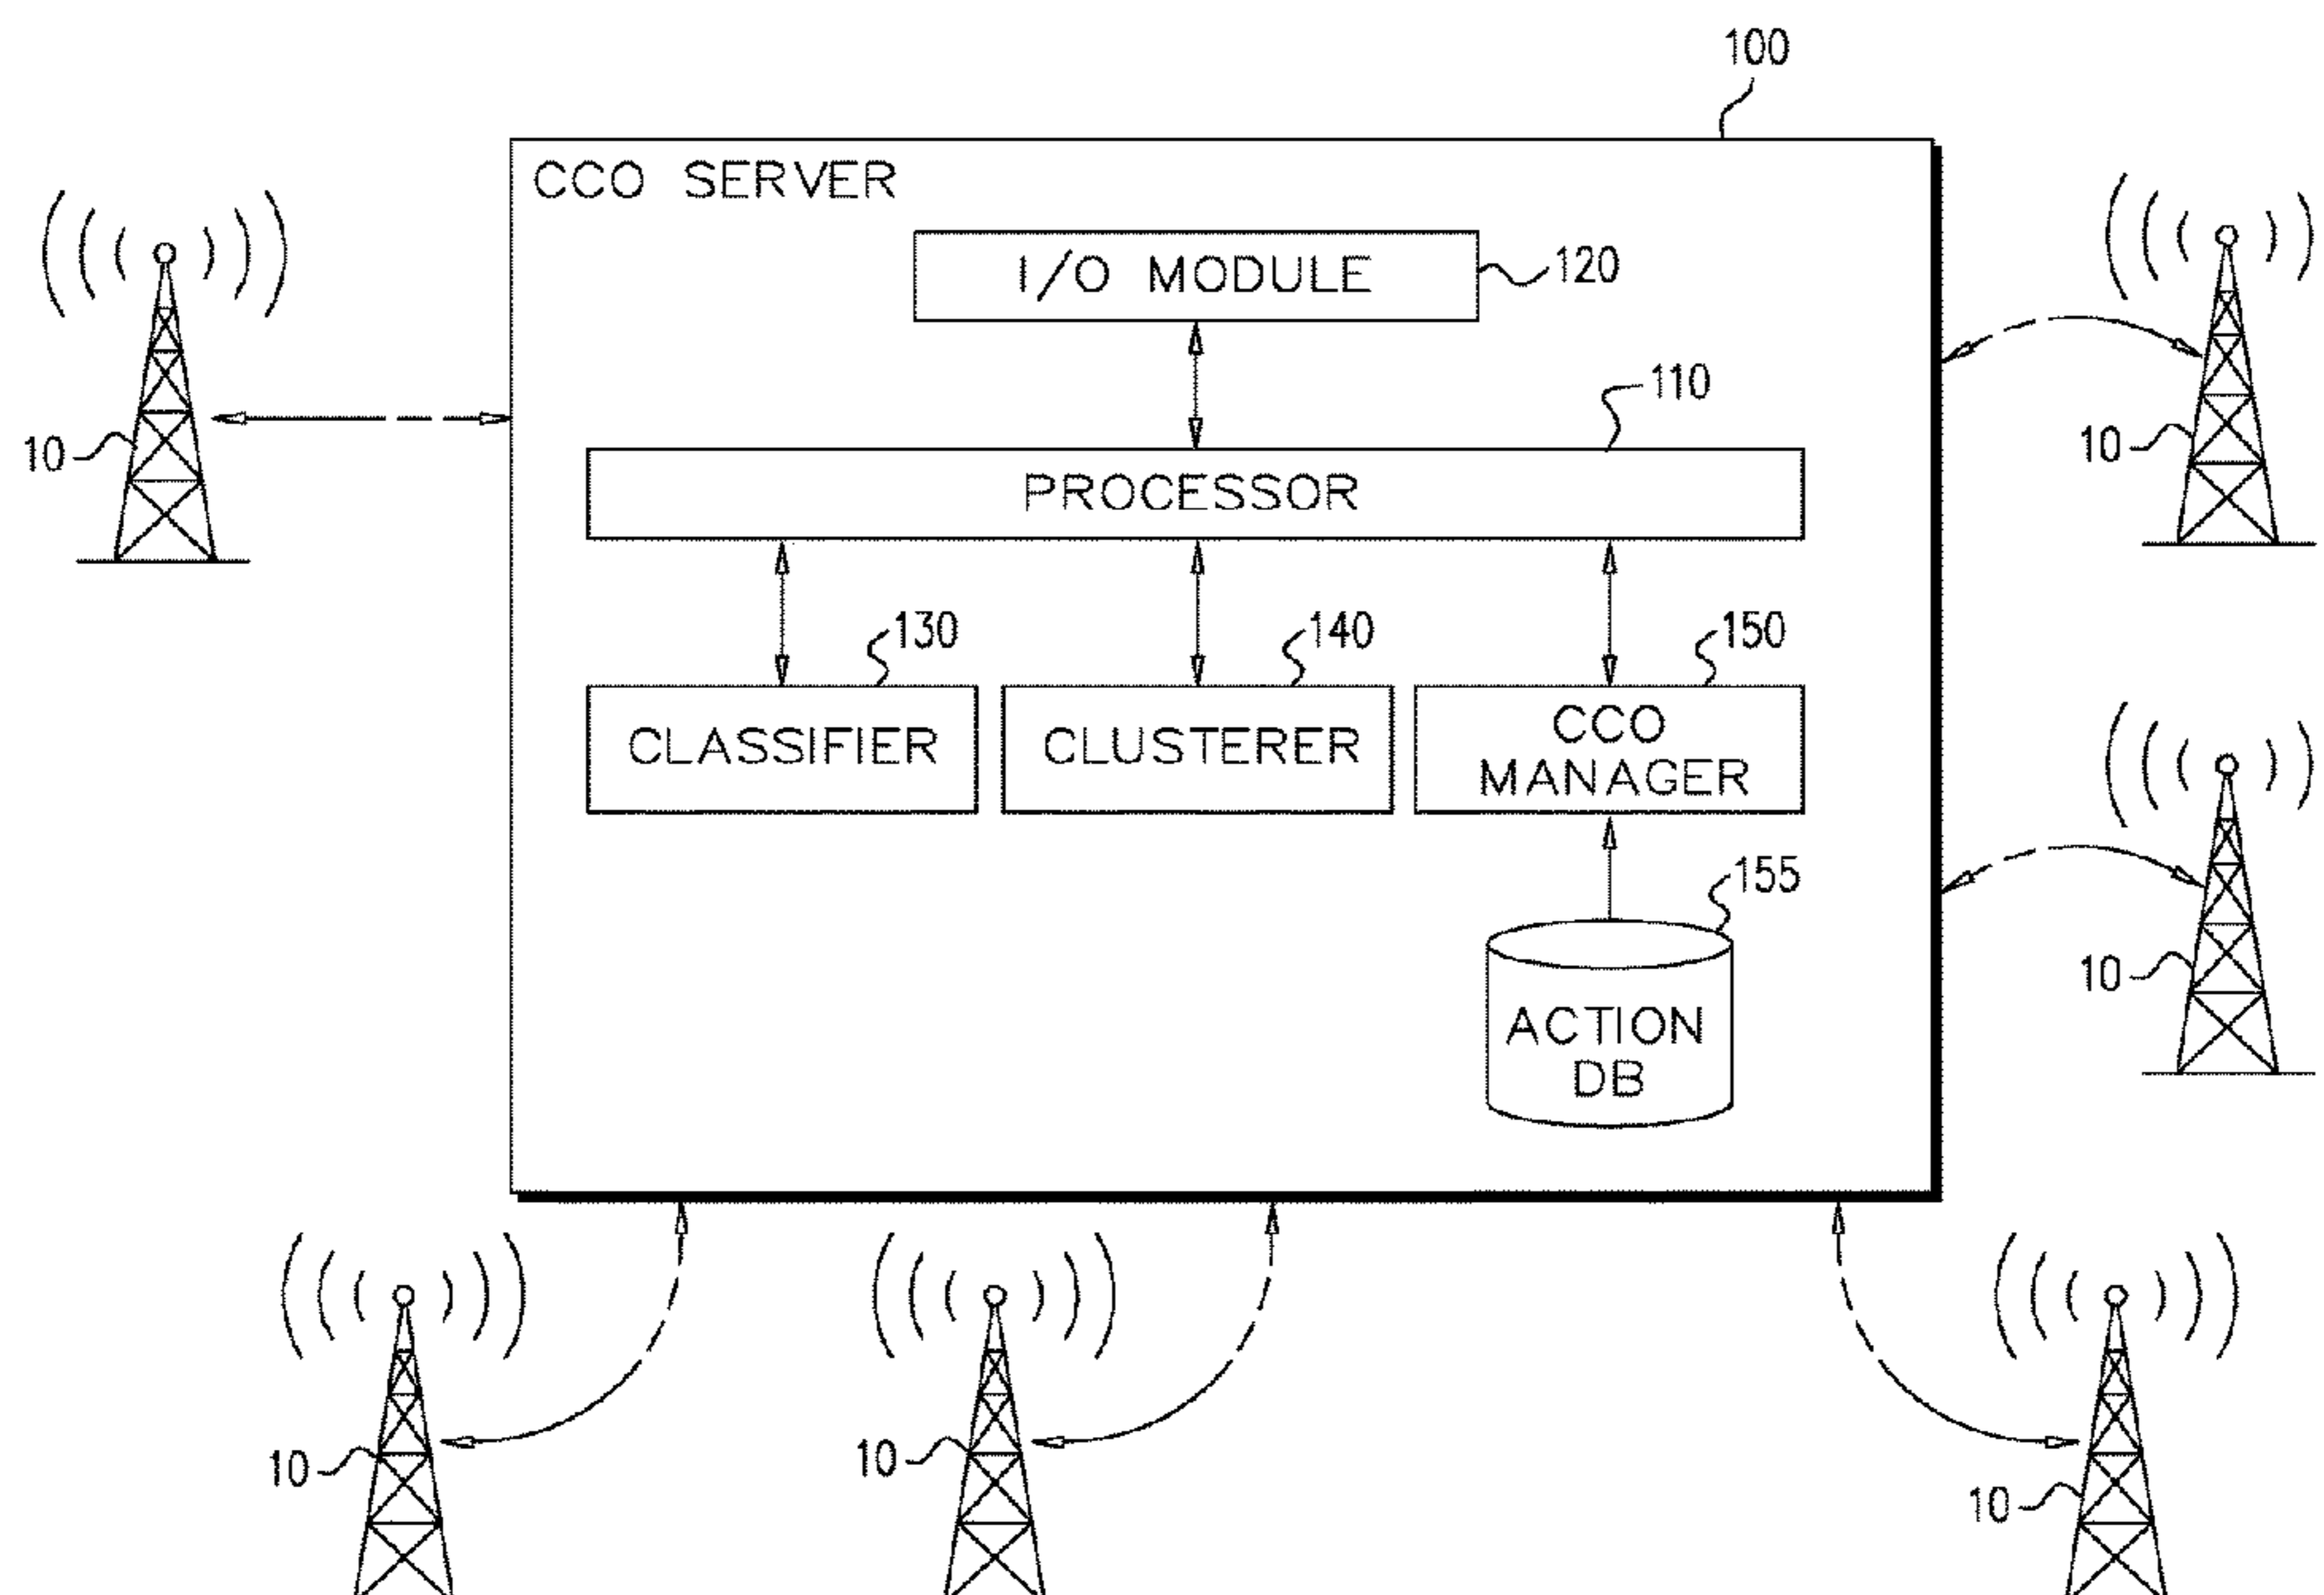 100
CCO SERVER
I/O MODULE
120
110
10
10
PROCESSOR
130
140
150
CLASSIFIER
CLUSTERER
CCO
MANAGER
155
10
ACTION
DB
10
10
10